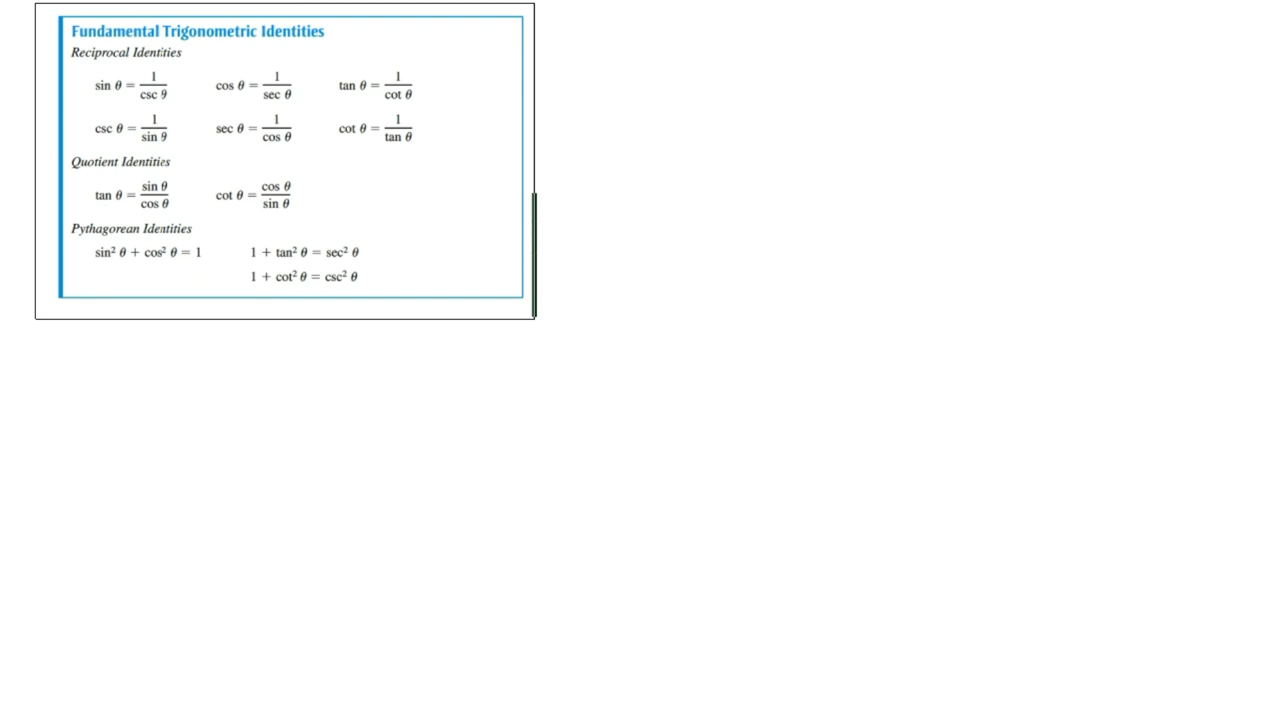 Fundamental Trigonometric Identities
Reciprocal Identities
sin θ = 1/csc θ    cos θ = 1/sec θ    tan θ = 1/cot θ
csc θ = 1/sin θ    sec θ = 1/cos θ    cot θ = 1/tan θ
Quotient Identities
tan θ = sin θ/cos θ    cot θ = cos θ/sin θ
Pythagorean Identities
sin² θ + cos² θ = 1    1 + tan² θ = sec² θ
1 + cot² θ = csc² θ